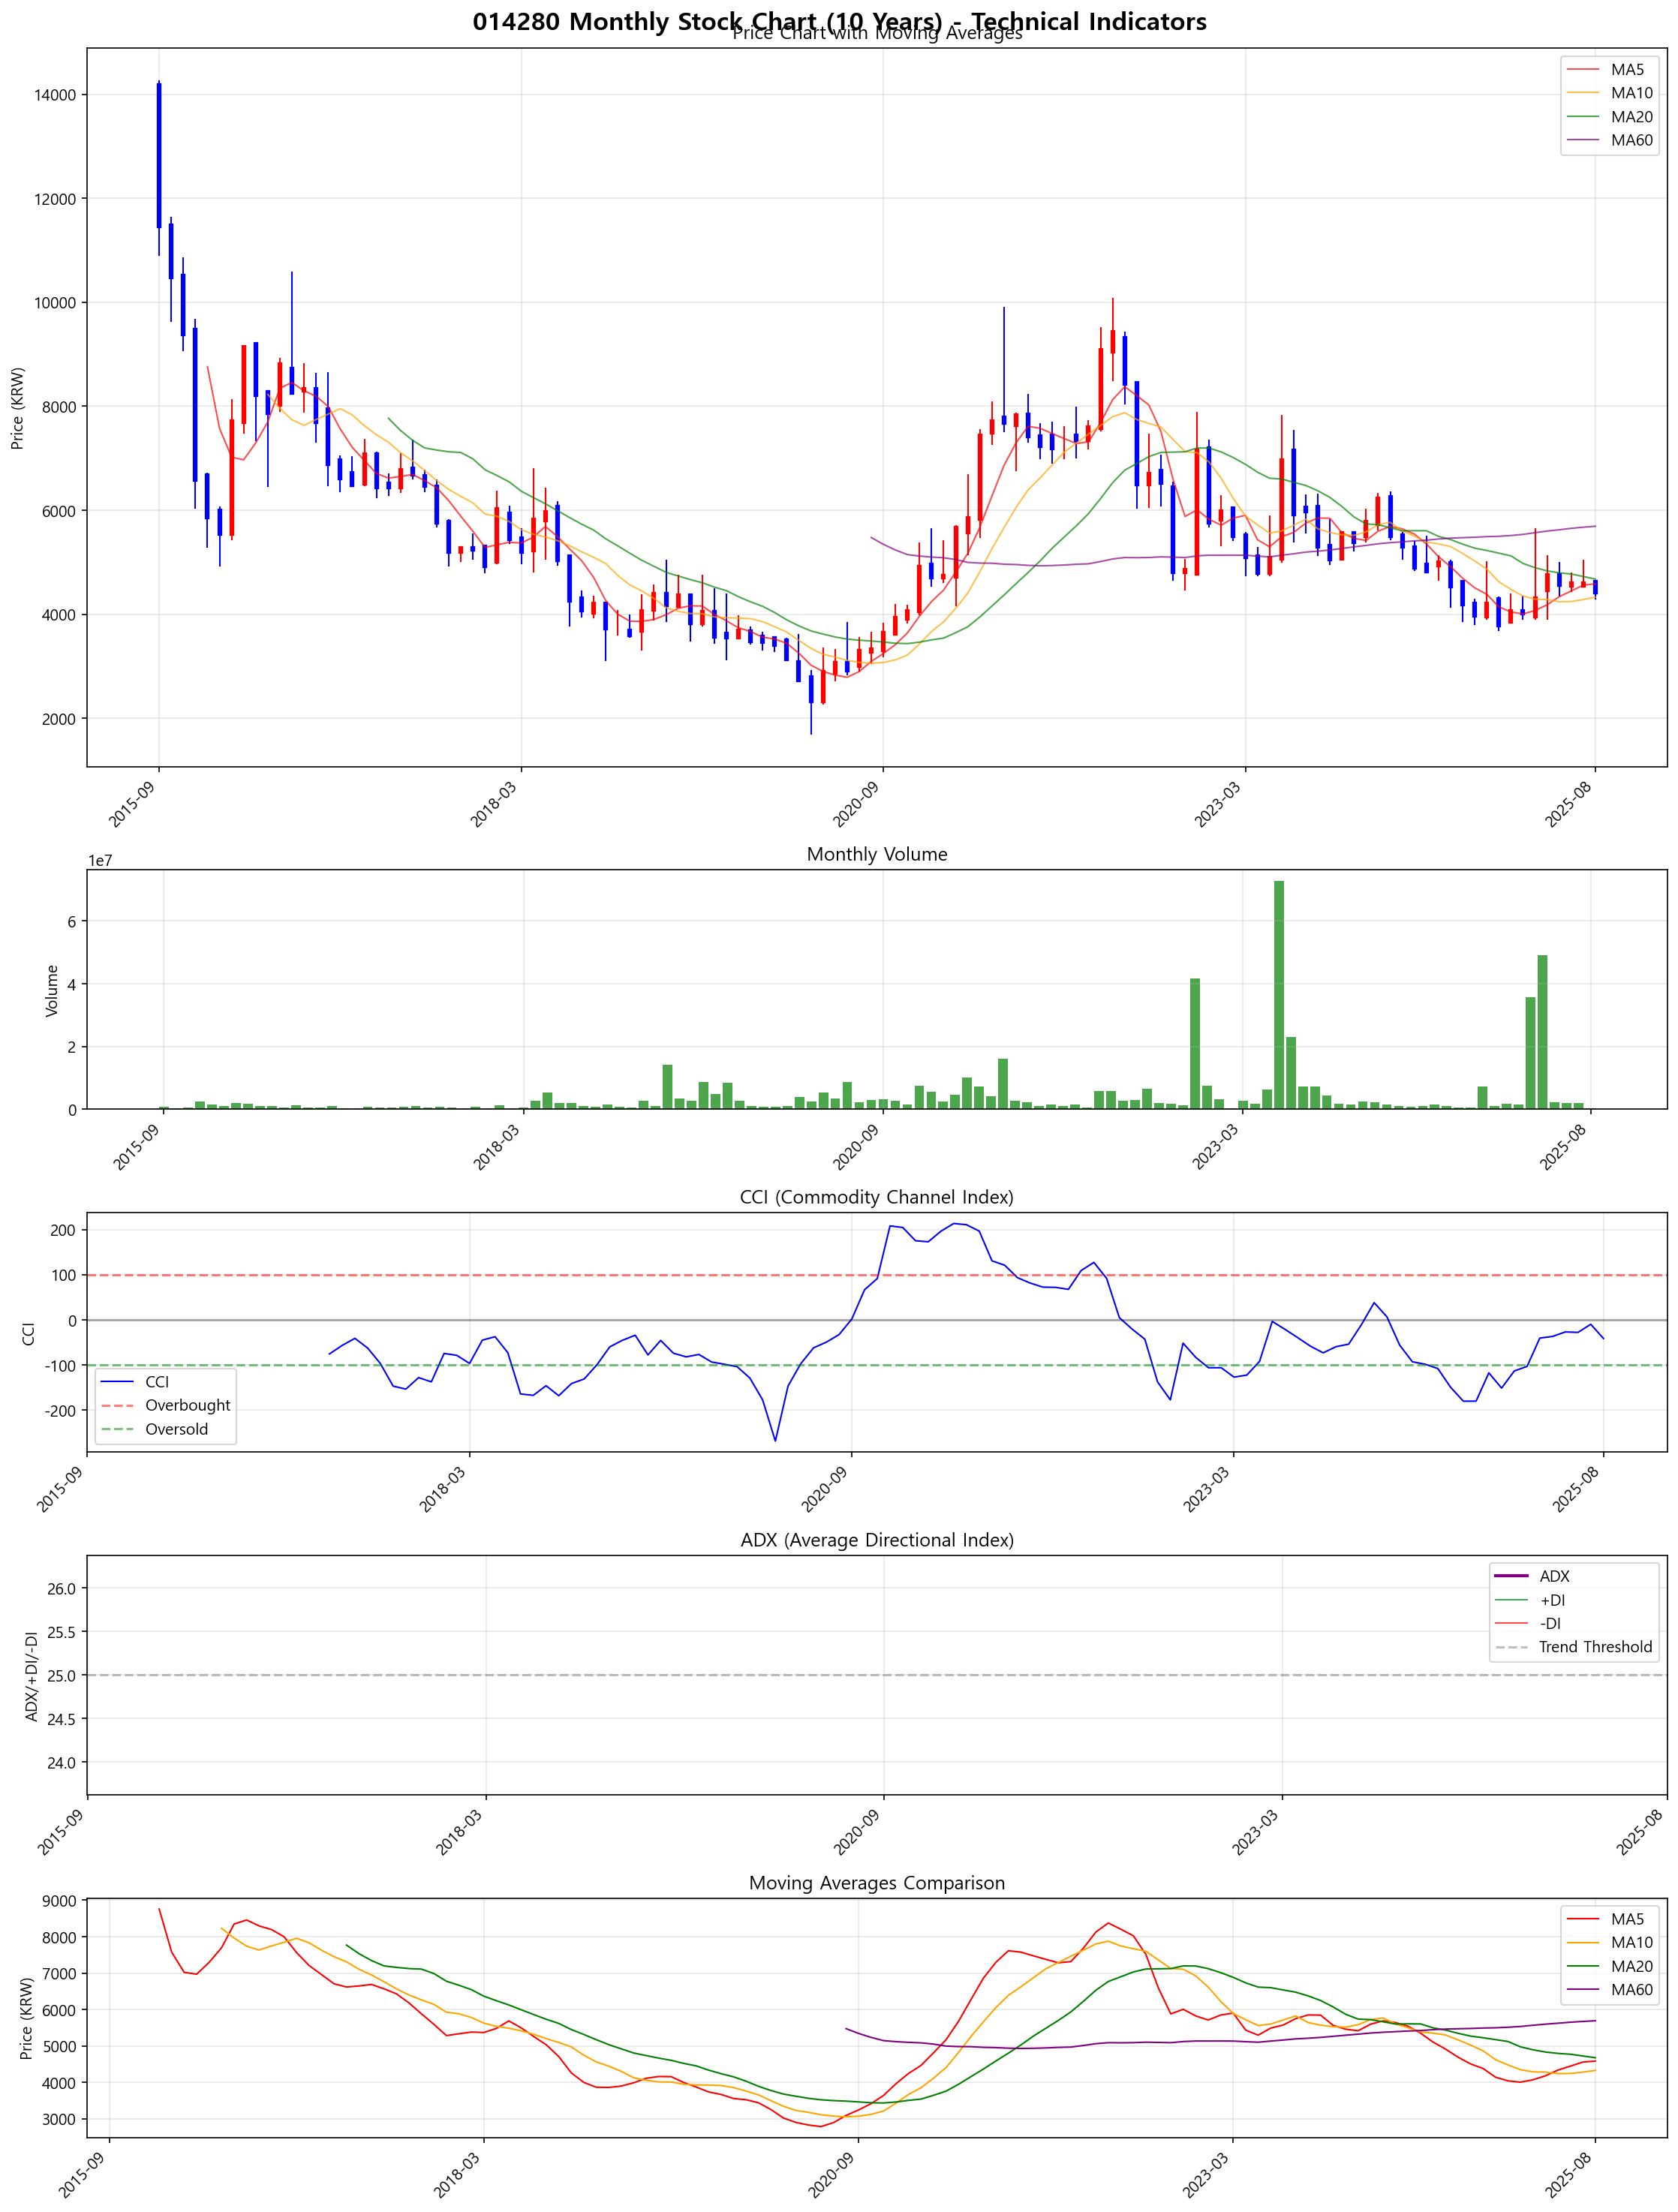 014280 Monthly Stock Chart (10 Years) - Technical Indicators
Price Chart with Moving Averages
MA5
MA10
MA20
MA60
Price (KRW)
14000
12000
10000
8000
6000
4000
2000
2015-09
2018-03
2020-09
2023-03
2025-08
Monthly Volume
1e7
Volume
6
4
2
0
2015-09
2018-03
2020-09
2023-03
2025-08
CCI (Commodity Channel Index)
CCI
200
100
0
-100
-200
CCI
Overbought
Oversold
2015-09
2018-03
2020-09
2023-03
2025-08
ADX (Average Directional Index)
ADX/+DI/-DI
26.0
25.5
25.0
24.5
24.0
ADX
+DI
-DI
Trend Threshold
2015-09
2018-03
2020-09
2023-03
2025-08
Moving Averages Comparison
Price (KRW)
9000
8000
7000
6000
5000
4000
3000
MA5
MA10
MA20
MA60
2015-09
2018-03
2020-09
2023-03
2025-08